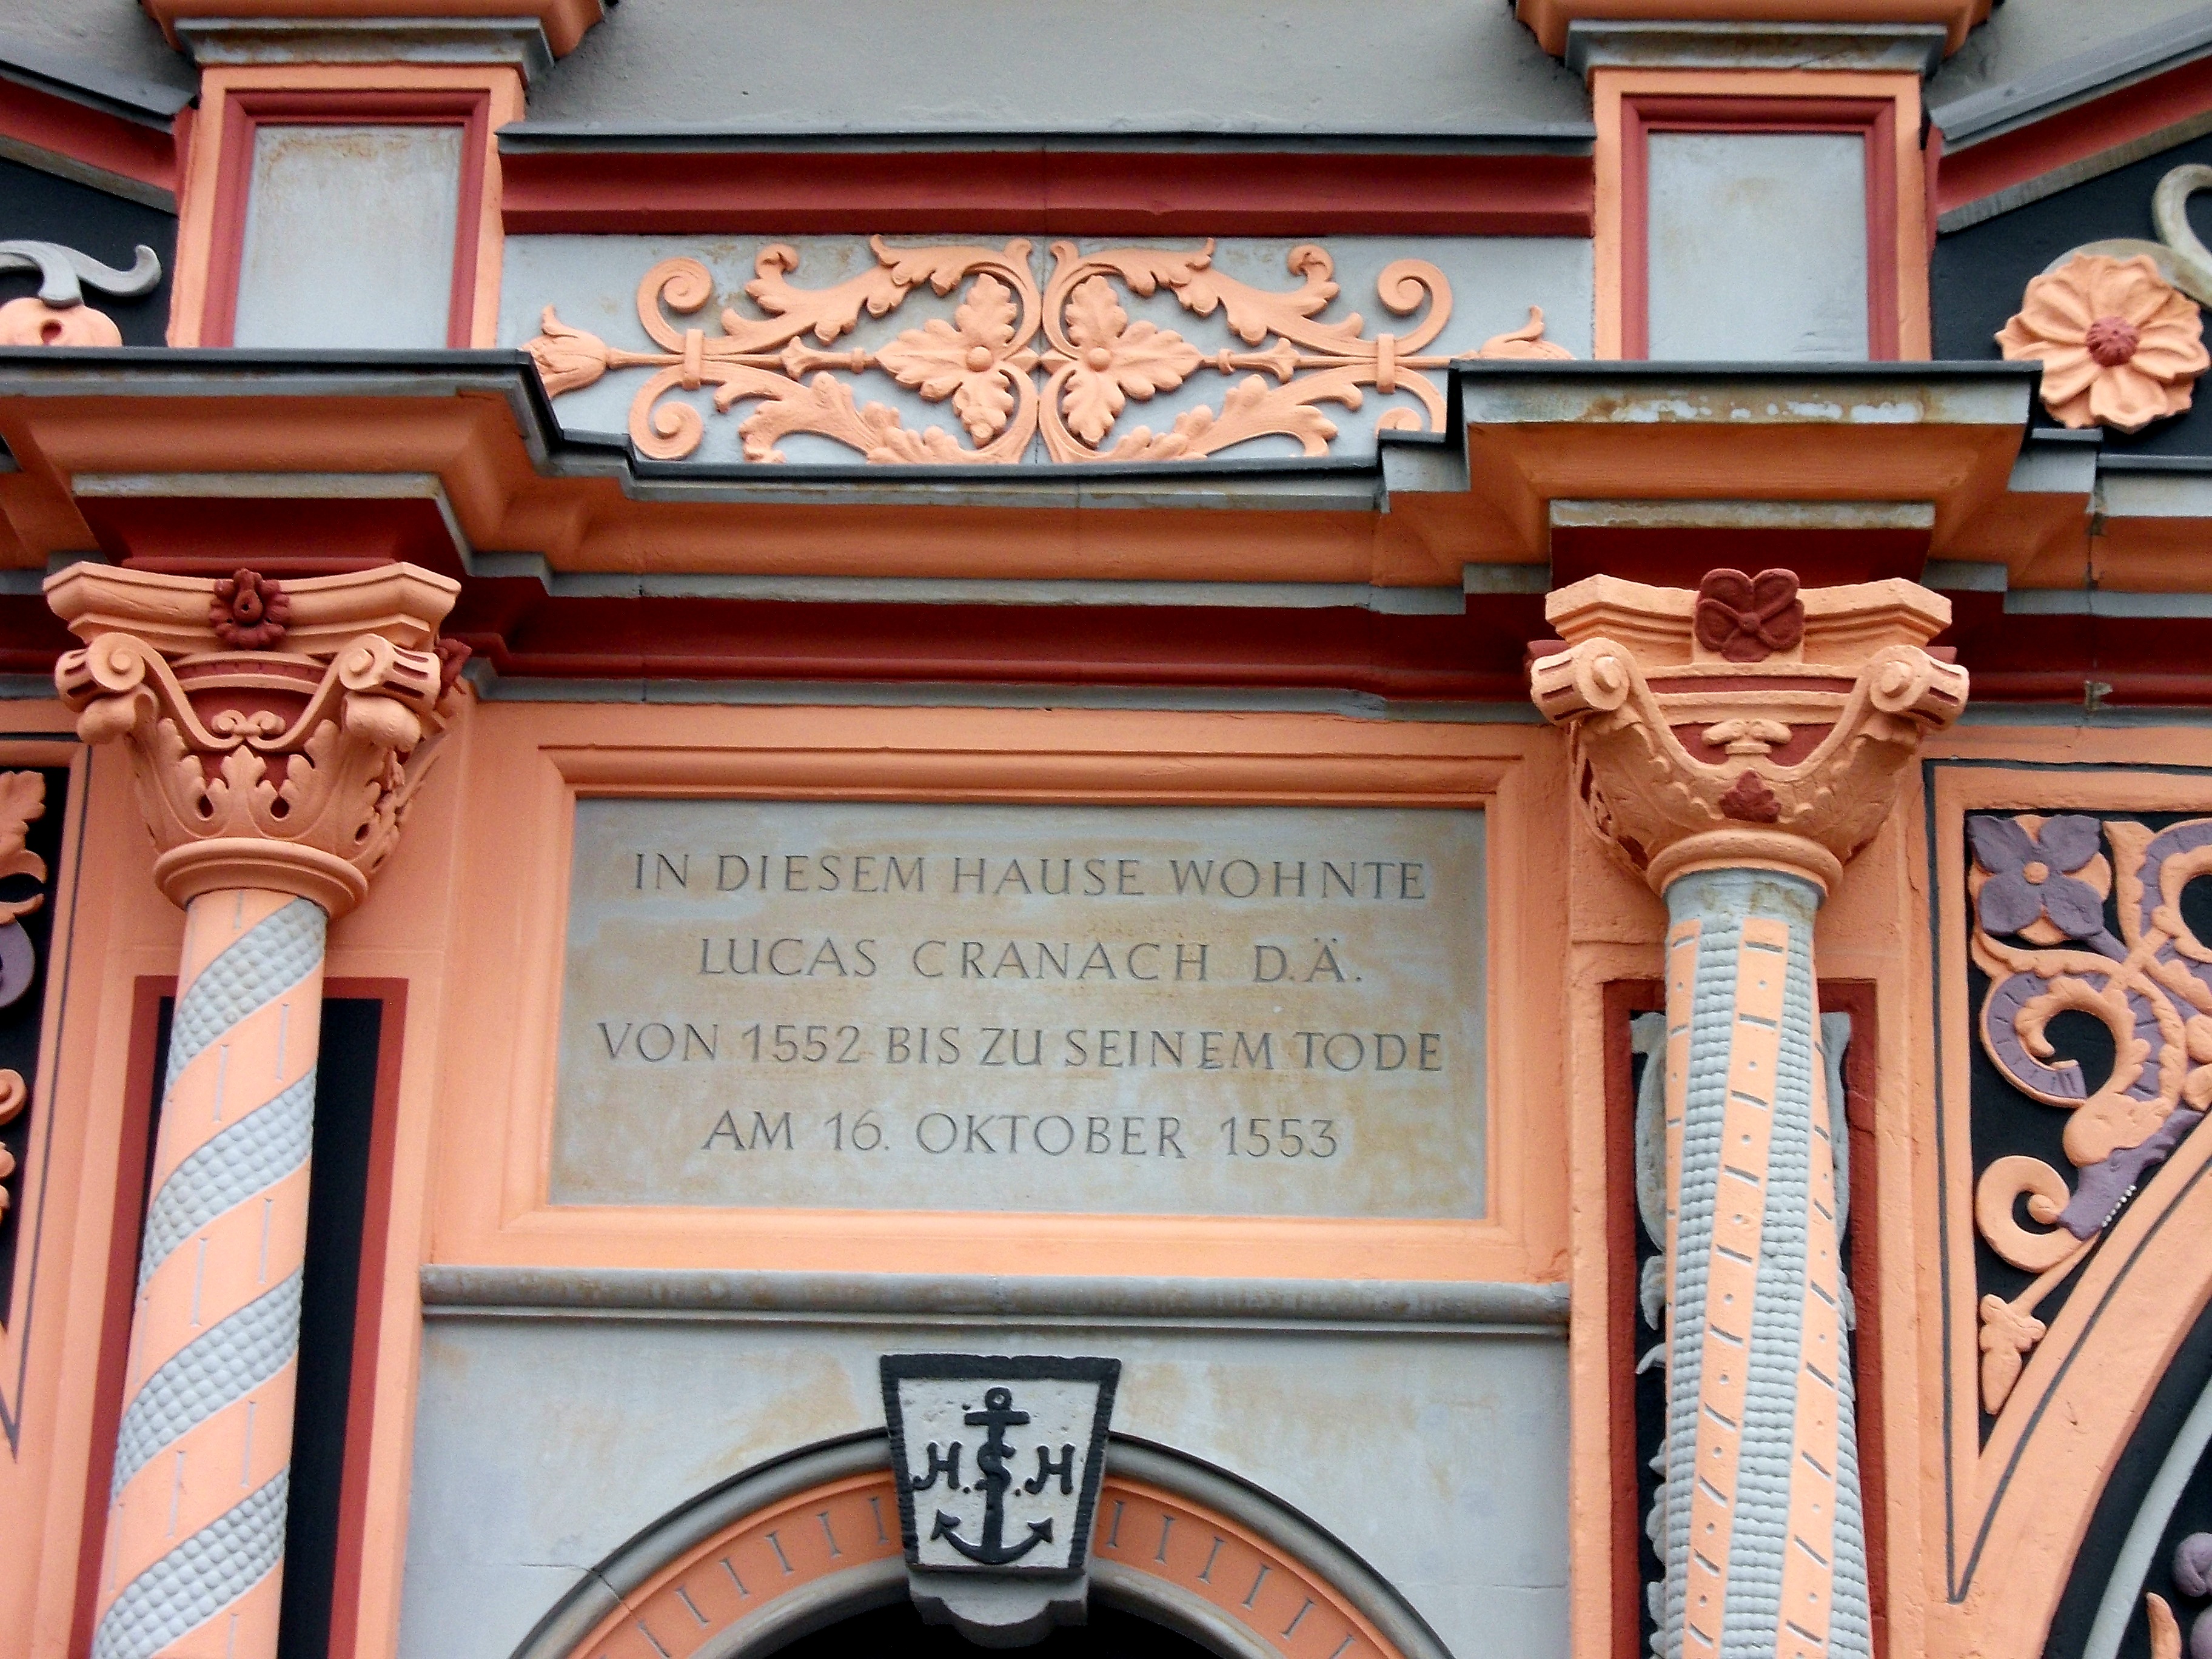 IN DIESEM HAUSE WOHNTE
LUCAS CRANACH D.Ä.
VON 1552 BIS ZU SEINEM TODE
AM 16. OKTOBER 1553
H.S.H